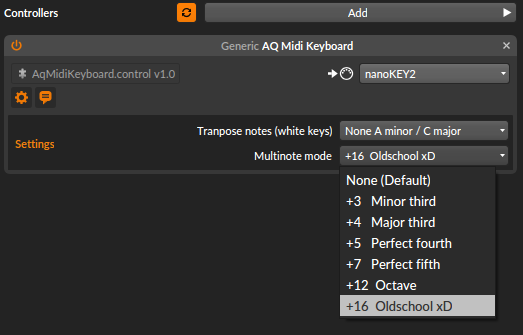 Controllers
Add
Generic AQ Midi Keyboard
AqMidiKeyboard.control v1.0
nanoKEY2
Settings
Tranpose notes (white keys)
None A minor / C major
Multinote mode
+16 Oldschool xD
None (Default)
+3 Minor third
+4 Major third
+5 Perfect fourth
+7 Perfect fifth
+12 Octave
+16 Oldschool xD